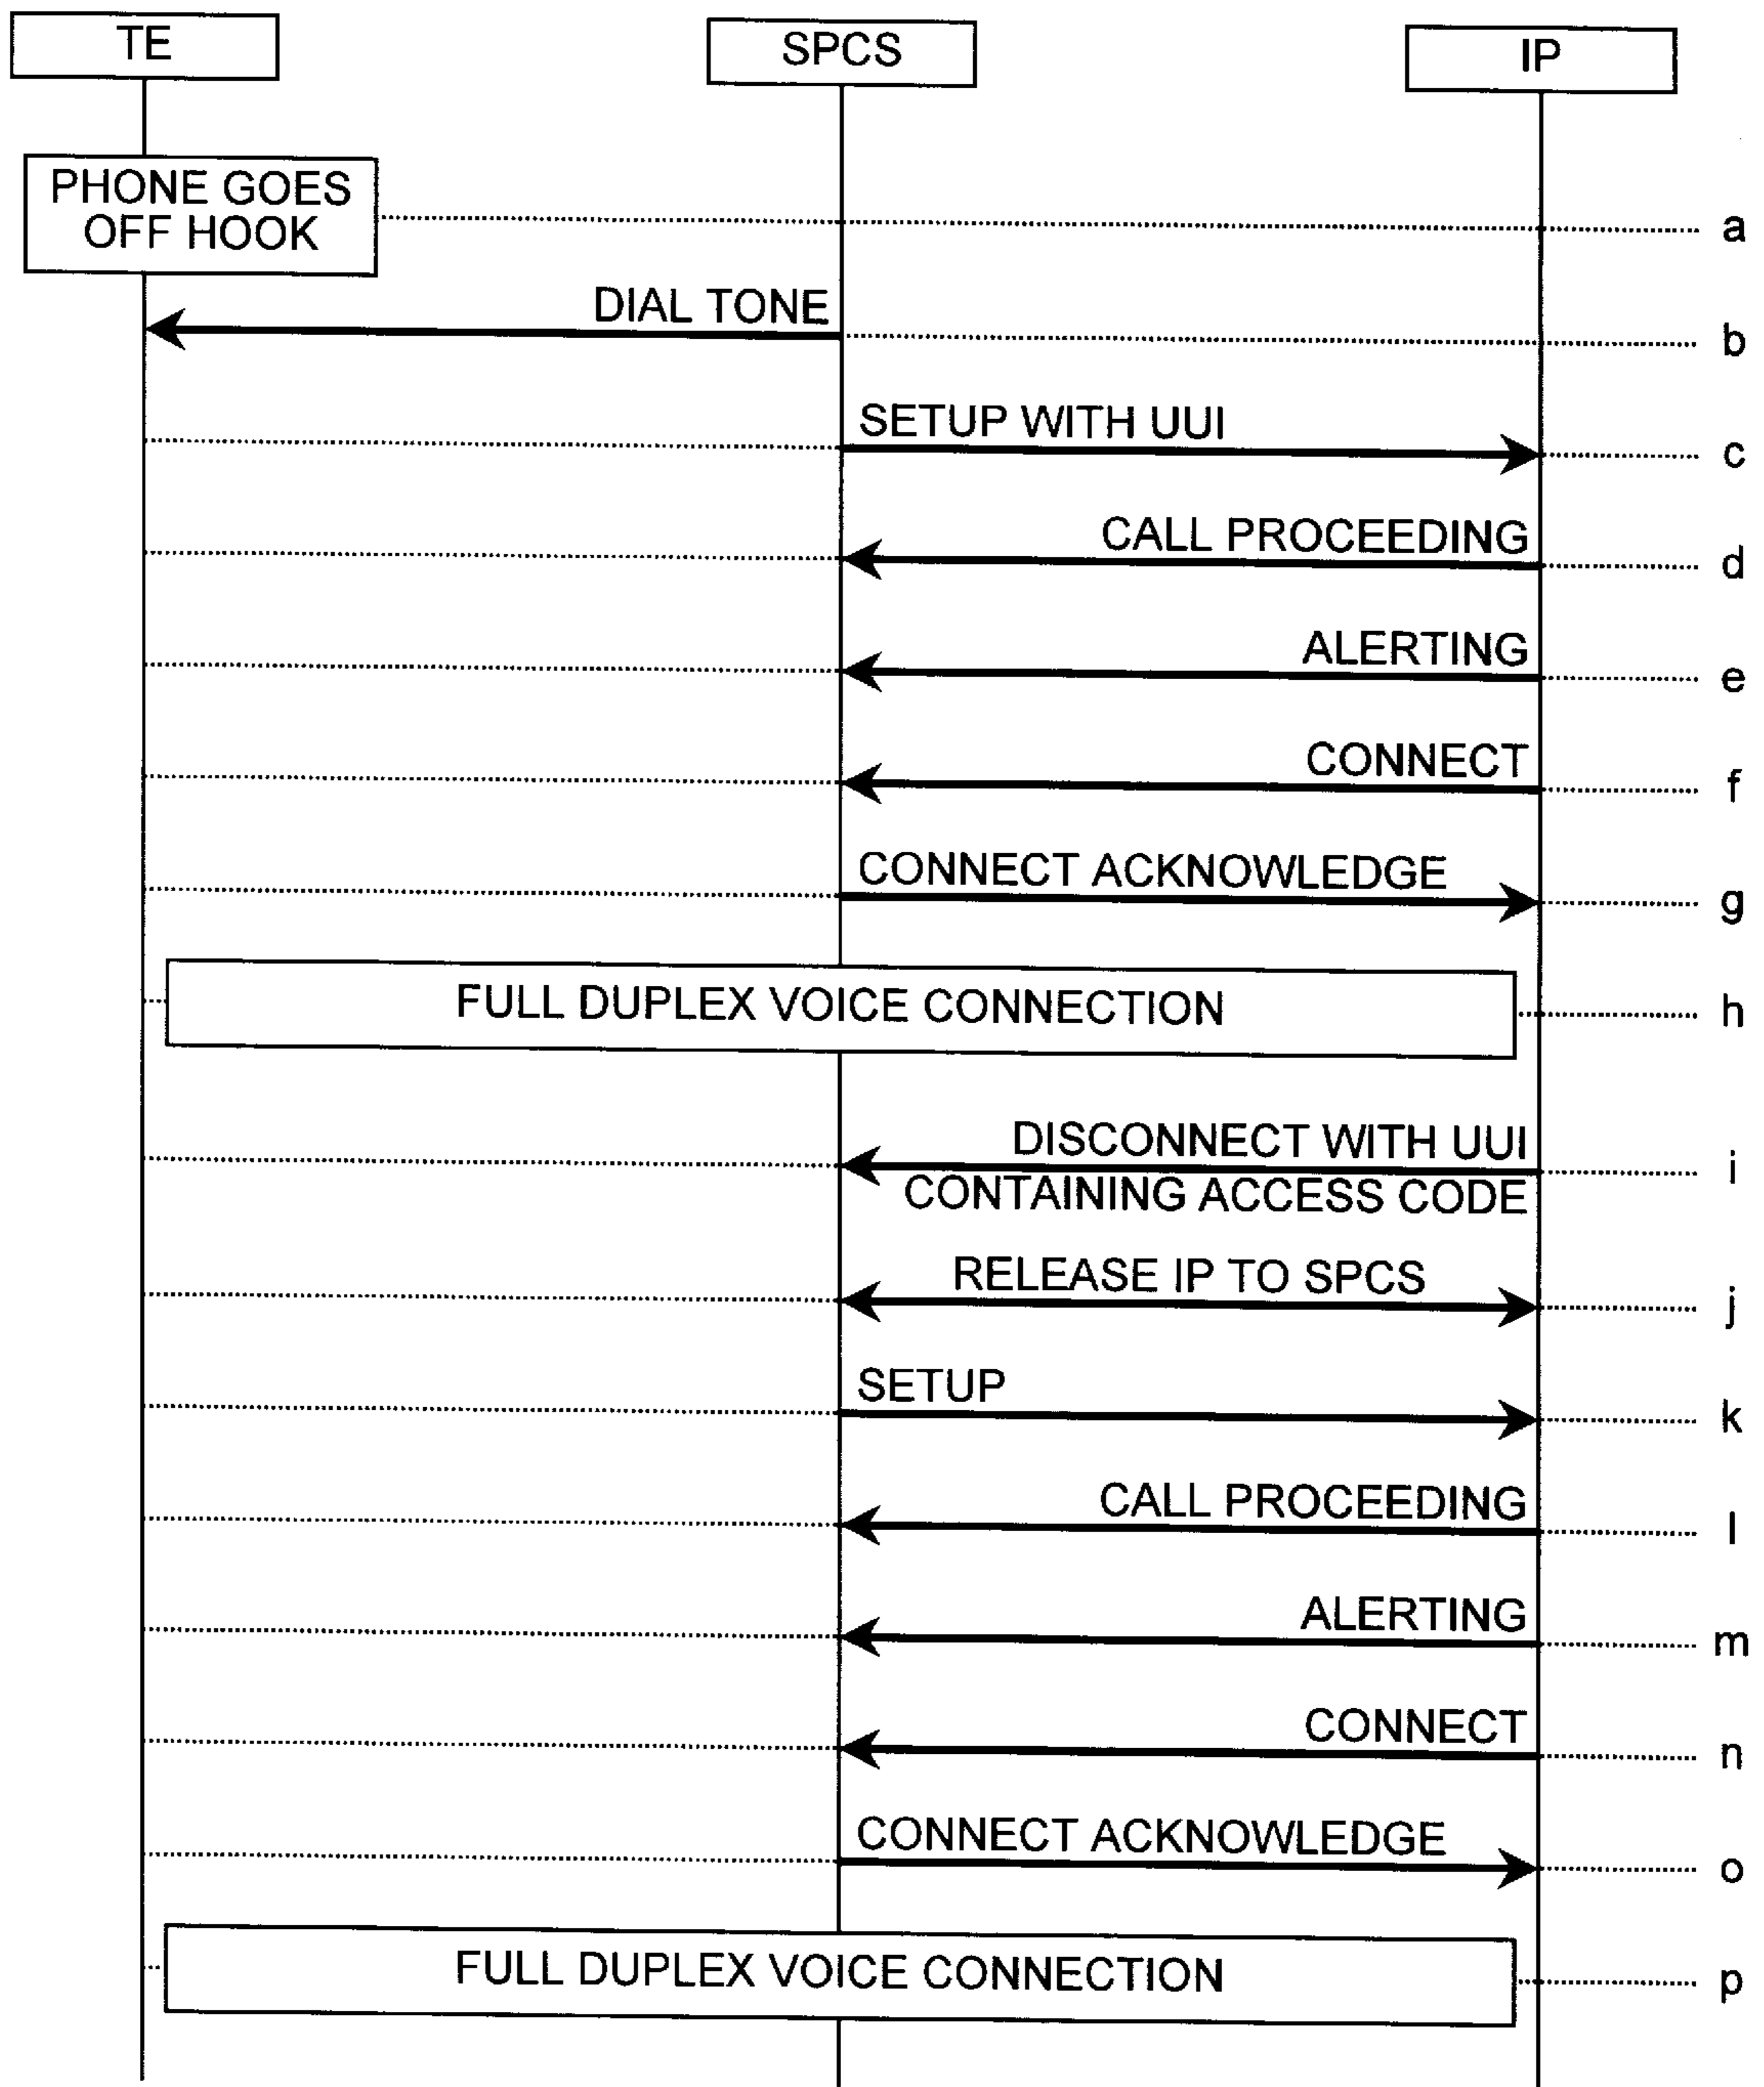 TE
SPCS
IP
PHONE GOES
OFF HOOK
a
DIAL TONE
b
SETUP WITH UUI
c
CALL PROCEEDING
d
ALERTING
e
CONNECT
f
CONNECT ACKNOWLEDGE
g
FULL DUPLEX VOICE CONNECTION
h
DISCONNECT WITH UUI
CONTAINING ACCESS CODE
i
RELEASE IP TO SPCS
j
SETUP
k
CALL PROCEEDING
l
ALERTING
m
CONNECT
n
CONNECT ACKNOWLEDGE
o
FULL DUPLEX VOICE CONNECTION
p